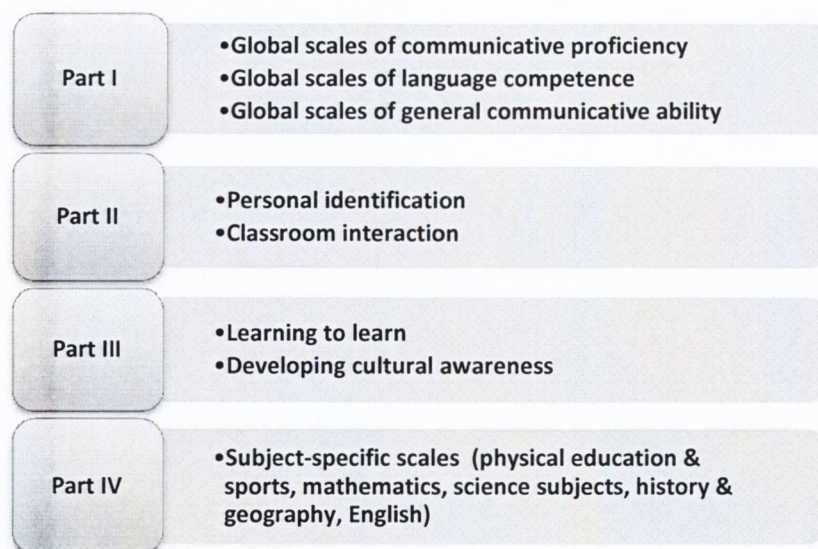 Part I
•Global scales of communicative proficiency
•Global scales of language competence
•Global scales of general communicative ability
Part II
•Personal identification
•Classroom interaction
Part III
•Learning to learn
•Developing cultural awareness
Part IV
•Subject-specific scales (physical education &
sports, mathematics, science subjects, history &
geography, English)